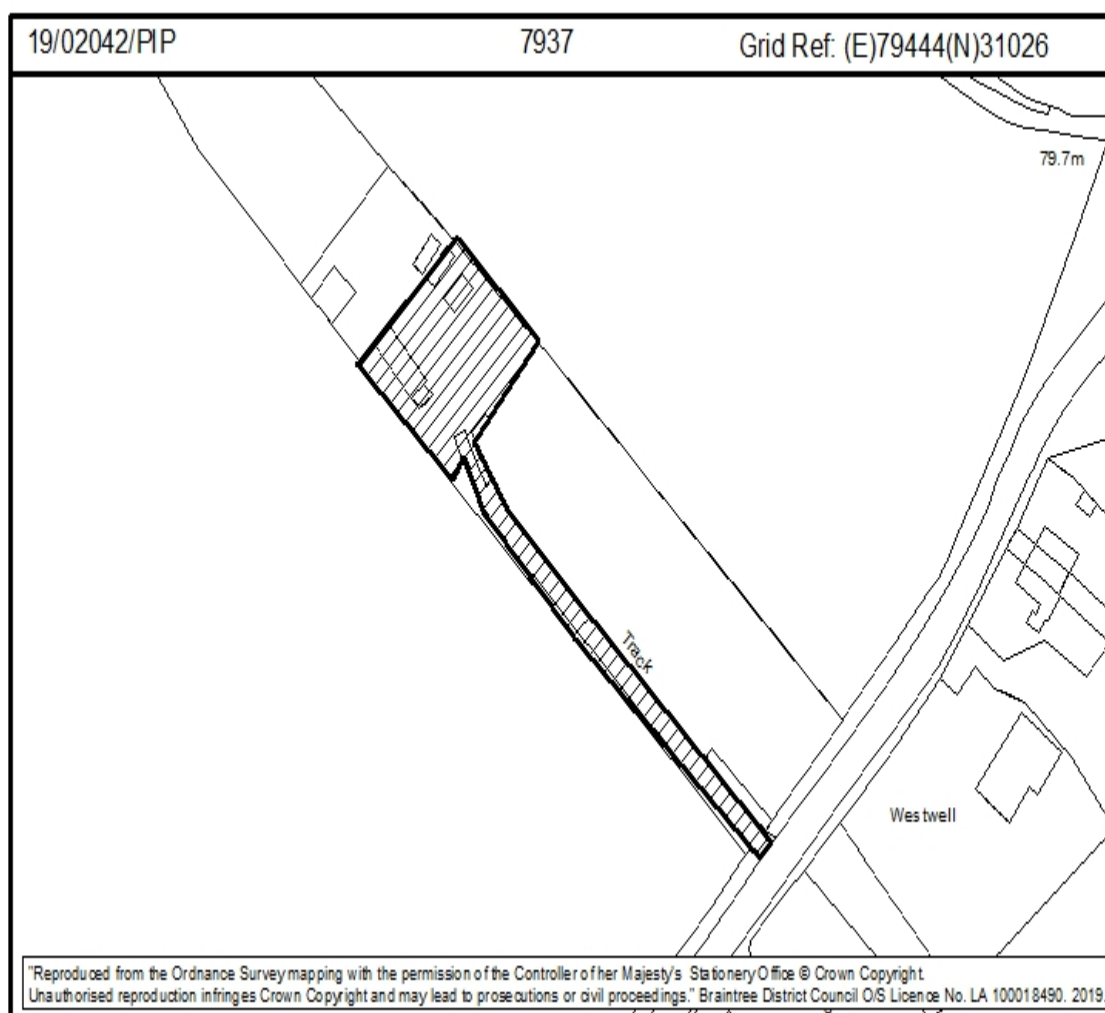 19/02042/PIP 7937 Grid Ref: (E)79444(N)31026
79.7m
Track
Westwell
"Reproduced from the Ordnance Survey mapping with the permission of the Controller of her Majesty's Stationery Office © Crown Copyright.
Unauthorised reproduction infringes Crown Copyright and may lead to prosecutions or civil proceedings." Braintree District Council O/S Licence No. LA 100018490. 2019.